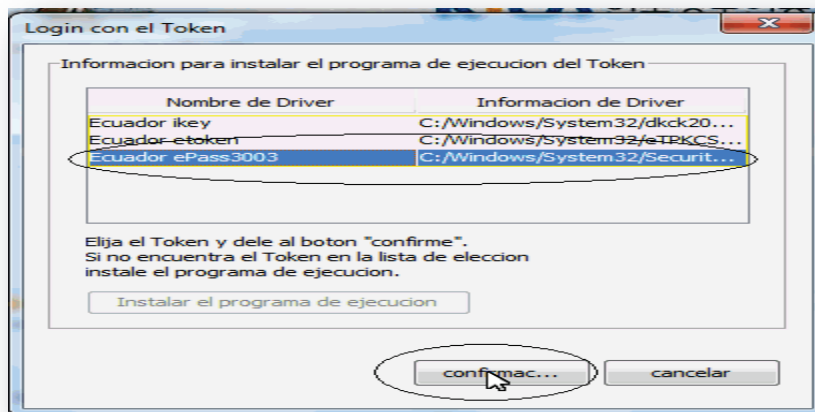 Login con el Token
Informacion para instalar el programa de ejecucion del Token
Nombre de Driver Informacion de Driver
Ecuador ikey C:/Windows/System32/dkck20...
Ecuador etoken C:/Windows/System32/eTPKCS...
Ecuador ePass3003 C:/Windows/System32/Securit...
Elija el Token y dele al boton "confirme".
Si no encuentra el Token en la lista de eleccion
instale el programa de ejecucion.
Instalar el programa de ejecucion
confirmac... cancelar